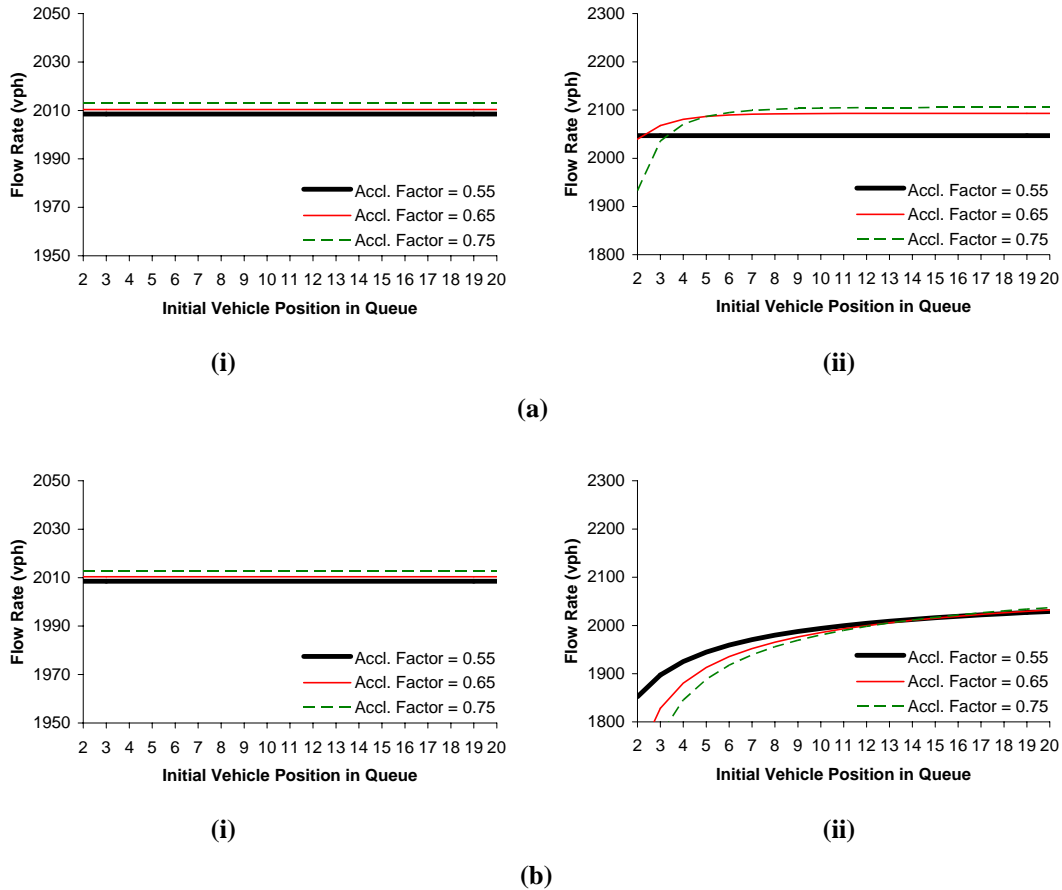 2050
2030
2010
1990
1970
1950
Flow Rate (vph)
Accl. Factor = 0.55
Accl. Factor = 0.65
Accl. Factor = 0.75
2 3 4 5 6 7 8 9 10 11 12 13 14 15 16 17 18 19 20
Initial Vehicle Position in Queue
(i)
2300
2200
2100
2000
1900
1800
Flow Rate (vph)
Accl. Factor = 0.55
Accl. Factor = 0.65
Accl. Factor = 0.75
2 3 4 5 6 7 8 9 10 11 12 13 14 15 16 17 18 19 20
Initial Vehicle Position in Queue
(ii)
(a)
2050
2030
2010
1990
1970
1950
Flow Rate (vph)
Accl. Factor = 0.55
Accl. Factor = 0.65
Accl. Factor = 0.75
2 3 4 5 6 7 8 9 10 11 12 13 14 15 16 17 18 19 20
Initial Vehicle Position in Queue
(i)
2300
2200
2100
2000
1900
1800
Flow Rate (vph)
Accl. Factor = 0.55
Accl. Factor = 0.65
Accl. Factor = 0.75
2 3 4 5 6 7 8 9 10 11 12 13 14 15 16 17 18 19 20
Initial Vehicle Position in Queue
(ii)
(b)